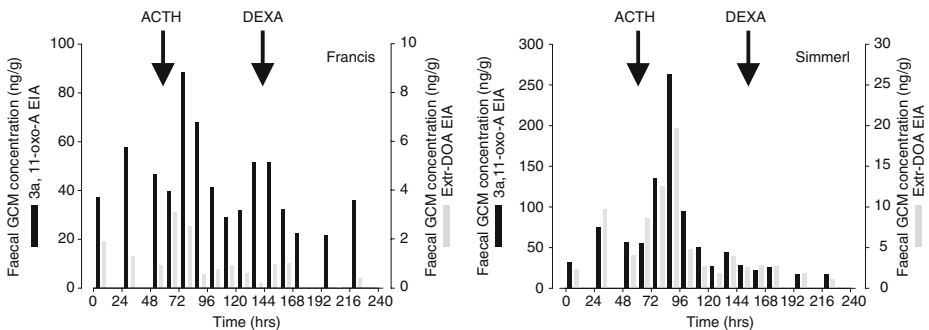 ACTH
DEXA
Francis
Faecal GCM concentration (ng/g)
3a, 11-oxo-A EIA
100
80
60
40
20
0
10
8
6
4
2
0
Faecal GCM concentration (ng/g)
Extr-DOA EIA
0 24 48 72 96 120 144 168 192 216 240
Time (hrs)
ACTH
DEXA
Simmerl
Faecal GCM concentration (ng/g)
3a,11-oxo-A EIA
300
250
200
150
100
50
0
30
25
20
15
10
5
0
Faecal GCM concentration (ng/g)
Extr-DOA EIA
0 24 48 72 96 120 144 168 192 216 240
Time (hrs)